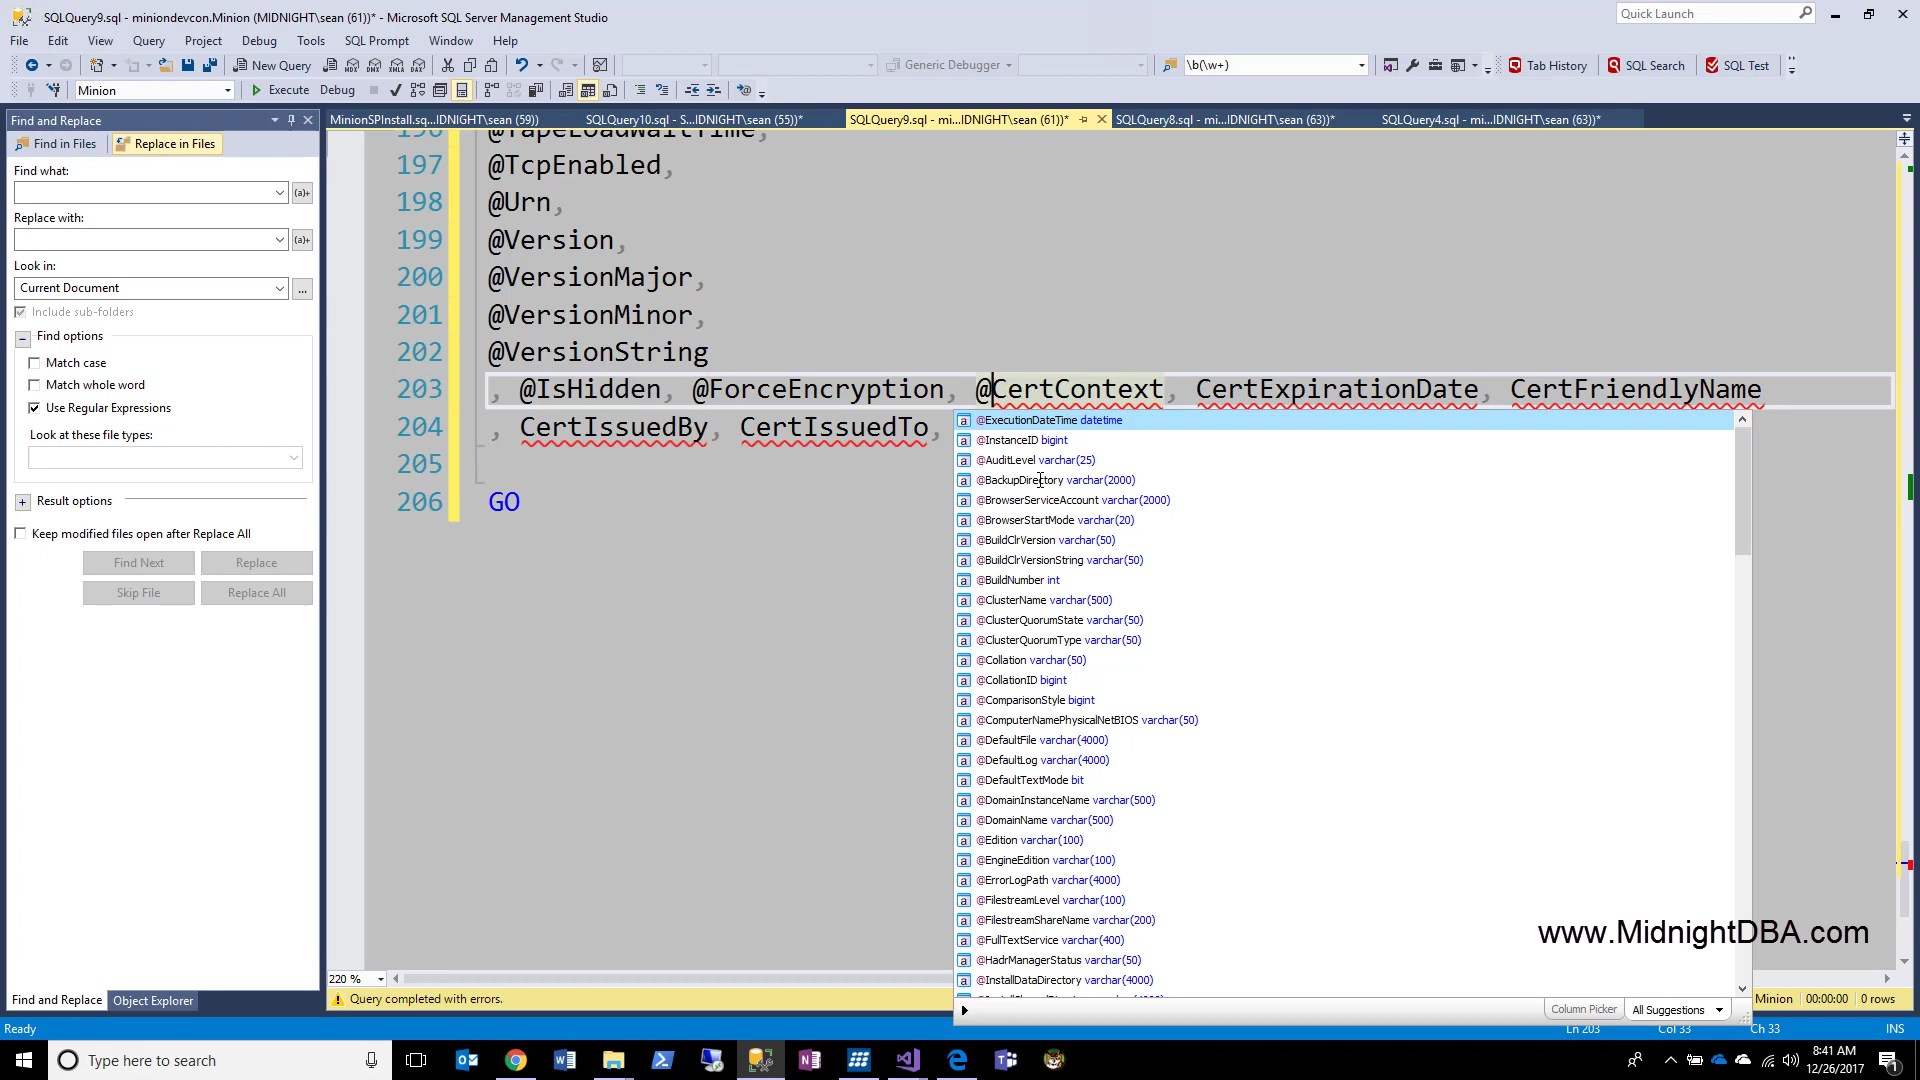 SQLQuery9.sql - miniondevcon.Minion (MIDNIGHT\sean (61))* - Microsoft SQL Server Management Studio
Quick Launch
File Edit View Query Project Debug Tools SQL Prompt Window Help
New Query Generic Debugger \b(\w+) Tab History SQL Search SQL Test
Minion Execute Debug
Find and Replace
MinionSPInstall.sq...IDNIGHT\sean (59)) SQLQuery10.sql - S...IDNIGHT\sean (55))* SQLQuery9.sql - mi...IDNIGHT\sean (61))* SQLQuery8.sql - mi...IDNIGHT\sean (63))* SQLQuery4.sql - mi...IDNIGHT\sean (63))*
Find in Files Replace in Files
Find what:
(a)+
Replace with:
(a)+
Look in:
Current Document ...
Include sub-folders
Find options
Match case
Match whole word
Use Regular Expressions
Look at these file types:
Result options
Keep modified files open after Replace All
Find Next Replace
Skip File Replace All
Find and Replace Object Explorer
196 @TapeLoadWaitTime,
197 @TcpEnabled,
198 @Urn,
199 @Version,
200 @VersionMajor,
201 @VersionMinor,
202 @VersionString
203 , @IsHidden, @ForceEncryption, @CertContext, CertExpirationDate, CertFriendlyName
204 , CertIssuedBy, CertIssuedTo,
205
206 GO
@ExecutionDateTime datetime
@InstanceID bigint
@AuditLevel varchar(25)
@BackupDirectory varchar(2000)
@BrowserServiceAccount varchar(2000)
@BrowserStartMode varchar(20)
@BuildClrVersion varchar(50)
@BuildClrVersionString varchar(50)
@BuildNumber int
@ClusterName varchar(500)
@ClusterQuorumState varchar(50)
@ClusterQuorumType varchar(50)
@Collation varchar(50)
@CollationID bigint
@ComparisonStyle bigint
@ComputerNamePhysicalNetBIOS varchar(50)
@DefaultFile varchar(4000)
@DefaultLog varchar(4000)
@DefaultTextMode bit
@DomainInstanceName varchar(500)
@DomainName varchar(500)
@Edition varchar(100)
@EngineEdition varchar(100)
@ErrorLogPath varchar(4000)
@FilestreamLevel varchar(100)
@FilestreamShareName varchar(200)
@FullTextService varchar(400)
@HadrManagerStatus varchar(50)
@InstallDataDirectory varchar(4000)
Column Picker All Suggestions
www.MidnightDBA.com
220 %
Query completed with errors. Minion 00:00:00 0 rows
Ready Ln 203 Col 33 Ch 33 INS
Type here to search
8:41 AM
12/26/2017
1